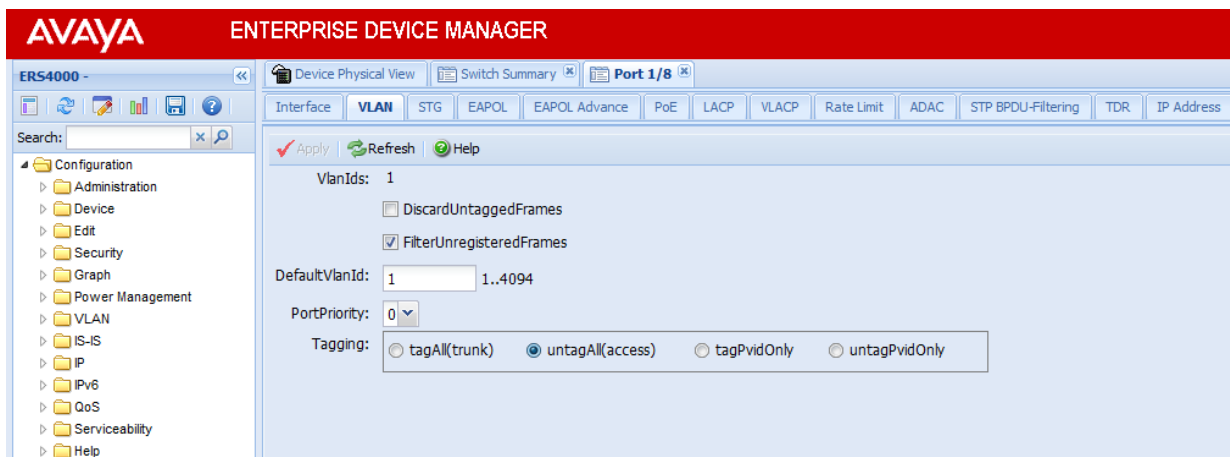 AVAYA ENTERPRISE DEVICE MANAGER
ERS4000 -
Device Physical View Switch Summary Port 1/8
Interface VLAN STG EAPOL EAPOL Advance PoE LACP VLACP Rate Limit ADAC STP BPDU-Filtering TDR IP Address
Search:
Apply Refresh Help
Configuration
Administration
Device
Edit
Security
Graph
Power Management
VLAN
IS-IS
IP
IPv6
QoS
Serviceability
Help
VlanIds: 1
DiscardUntaggedFrames
FilterUnregisteredFrames
DefaultVlanId: 1 1..4094
PortPriority: 0
Tagging: tagAll(trunk) untagAll(access) tagPvidOnly untagPvidOnly